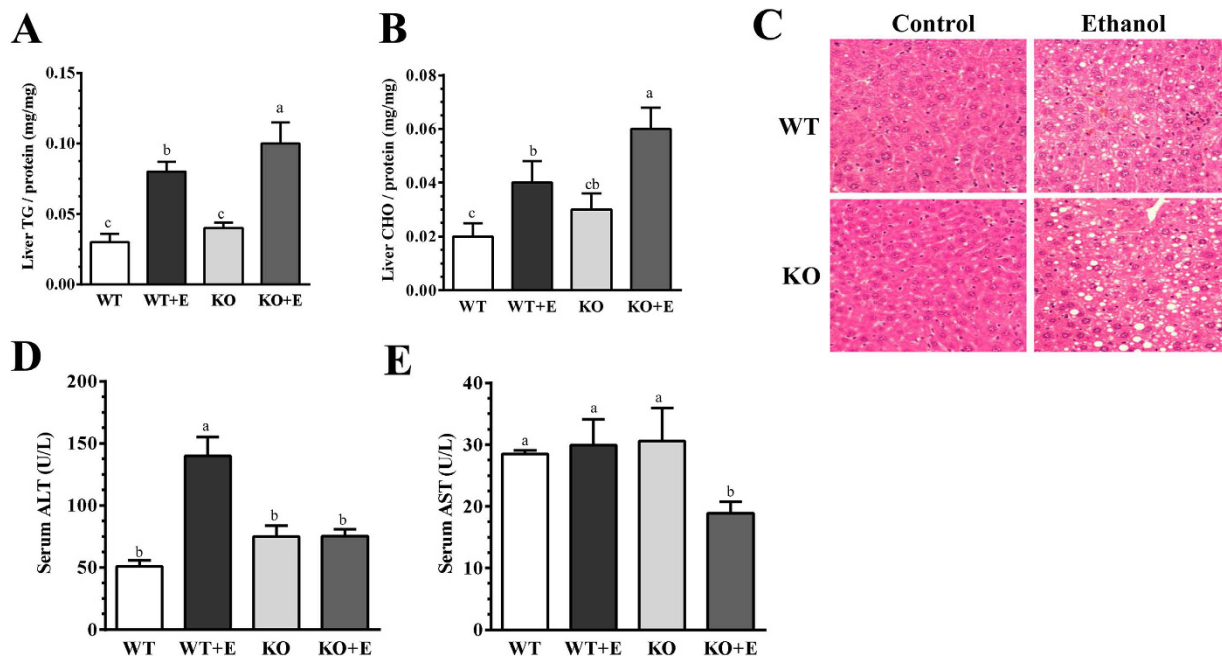 A
Liver TG / protein (mg/mg)
0.15
0.10
0.05
0.00
c
b
c
a
WT
WT+E
KO
KO+E
B
Liver CHO / protein (mg/mg)
0.08
0.06
0.04
0.02
0.00
c
b
cb
a
WT
WT+E
KO
KO+E
C
Control
Ethanol
WT
KO
D
Serum ALT (U/L)
200
150
100
50
0
b
a
b
b
WT
WT+E
KO
KO+E
E
Serum AST (U/L)
40
30
20
10
0
a
a
a
b
WT
WT+E
KO
KO+E